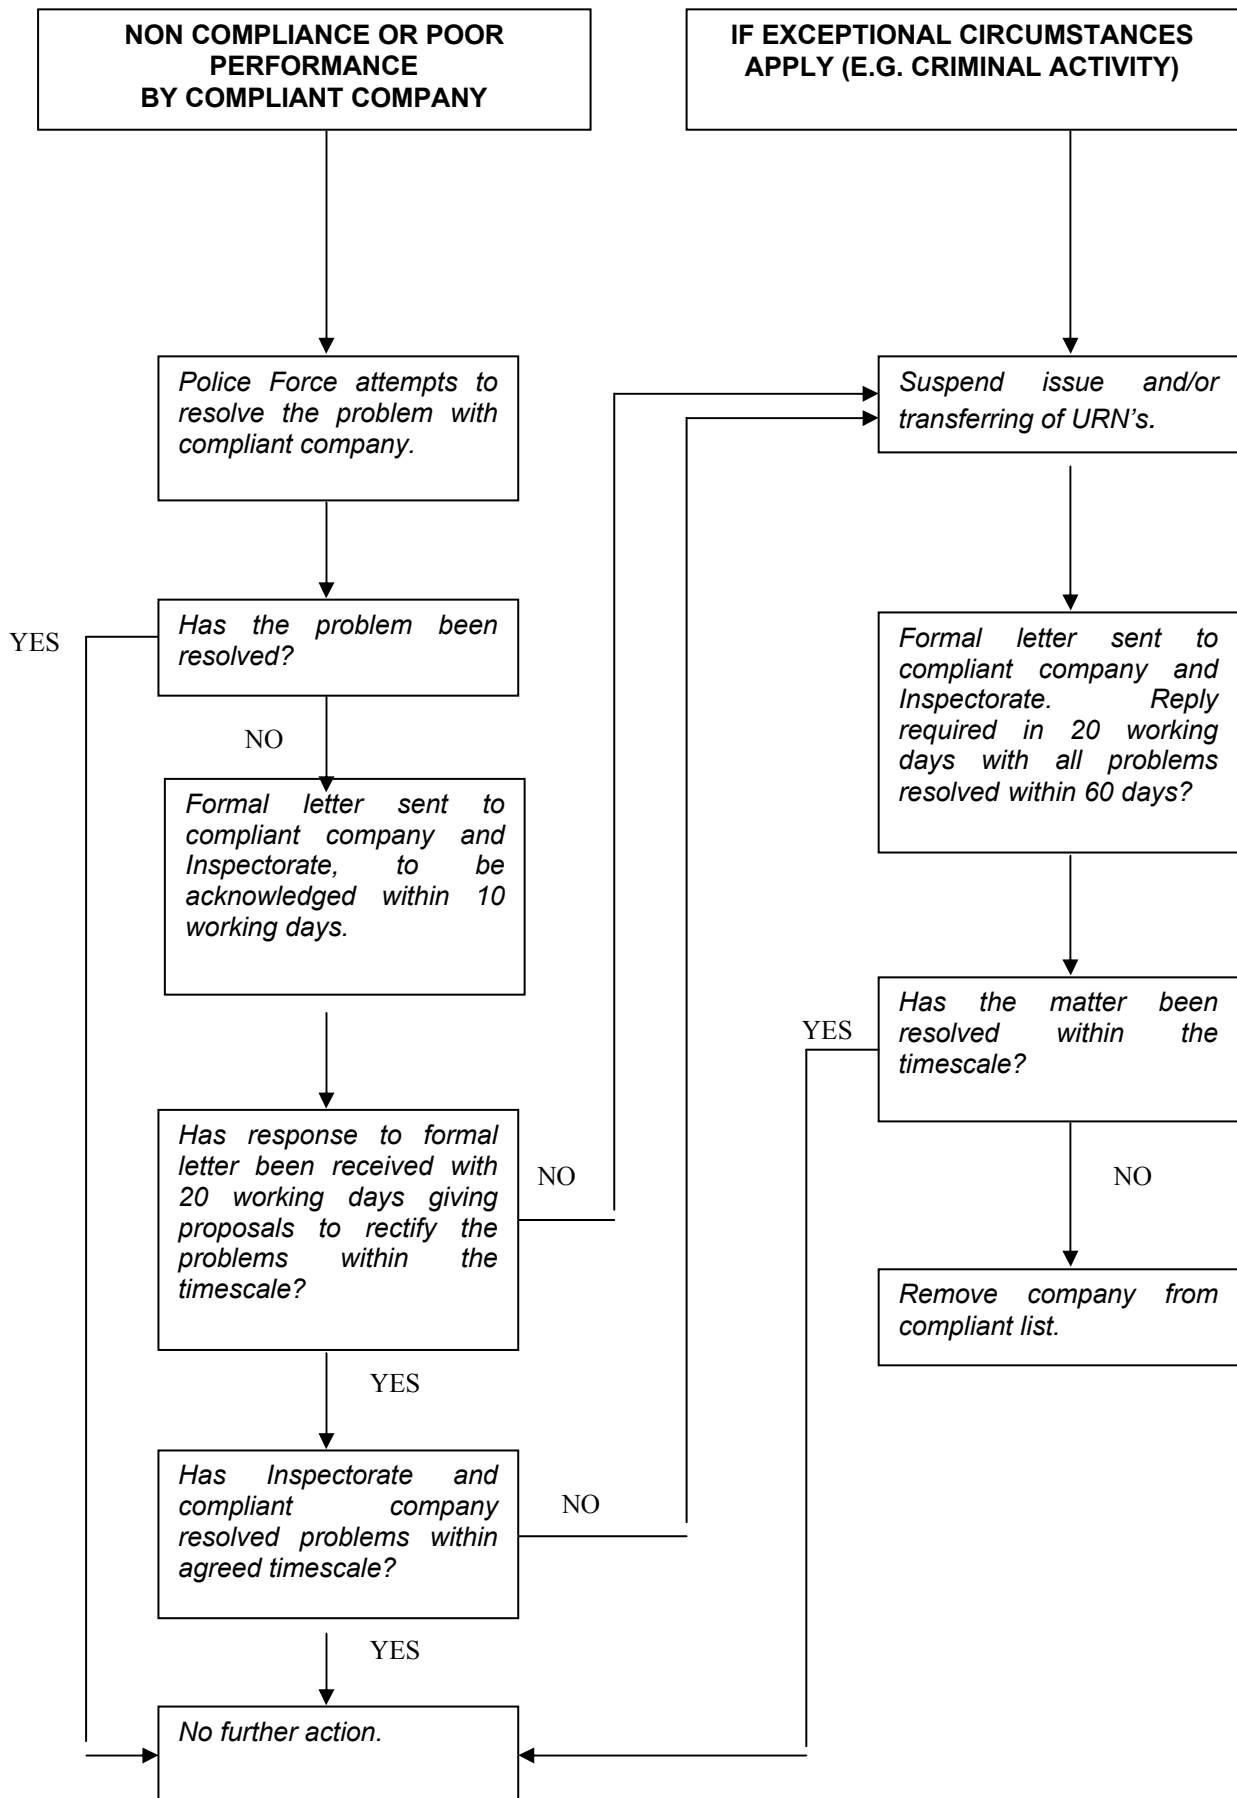 NON COMPLIANCE OR POOR
PERFORMANCE
BY COMPLIANT COMPANY
IF EXCEPTIONAL CIRCUMSTANCES
APPLY (E.G. CRIMINAL ACTIVITY)
Police Force attempts to
resolve the problem with
compliant company.
Suspend issue and/or
transferring of URN's.
YES
Has the problem been
resolved?
NO
Formal letter sent to
compliant company and
Inspectorate, to be
acknowledged within 10
working days.
Formal letter sent to
compliant company and
Inspectorate. Reply
required in 20 working
days with all problems
resolved within 60 days?
Has response to formal
letter been received with
20 working days giving
proposals to rectify the
problems within the
timescale?
NO
YES
Has the matter been
resolved within the
timescale?
NO
Remove company from
compliant list.
YES
Has Inspectorate and
compliant company
resolved problems within
agreed timescale?
NO
YES
No further action.